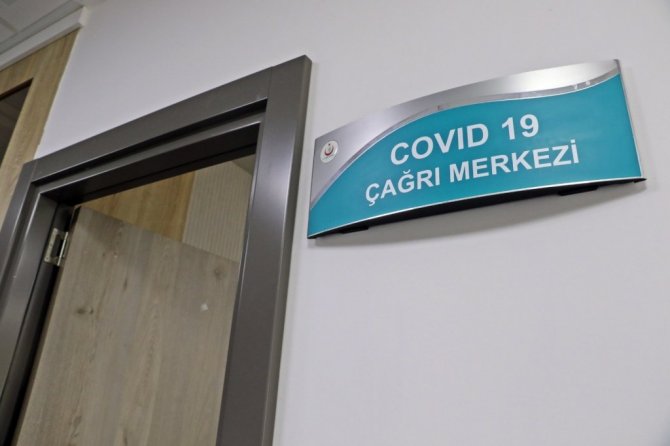 COVID 19
ÇAĞRI MERKEZİ